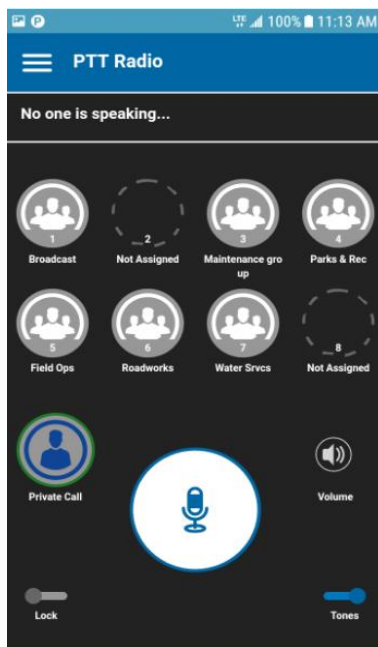 LTE 100% 11:13 AM
PTT Radio
No one is speaking...
1 2 3 4
Broadcast Not Assigned Maintenance gro Parks & Rec
up
5 6 7 8
Field Ops Roadworks Water Srvcs Not Assigned
Private Call Volume
Lock Tones